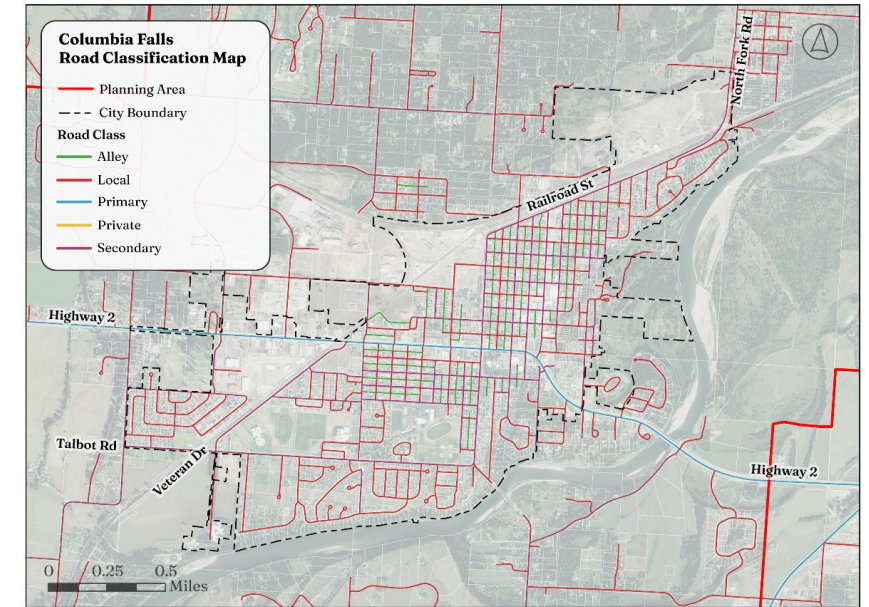 Columbia Falls
Road Classification Map
Planning Area
City Boundary
Road Class
Alley
Local
Primary
Private
Secondary
North Fork Rd
Railroad St
Highway 2
Talbot Rd
Veteran Dr
Highway 2
0 0.25 0.5
Miles